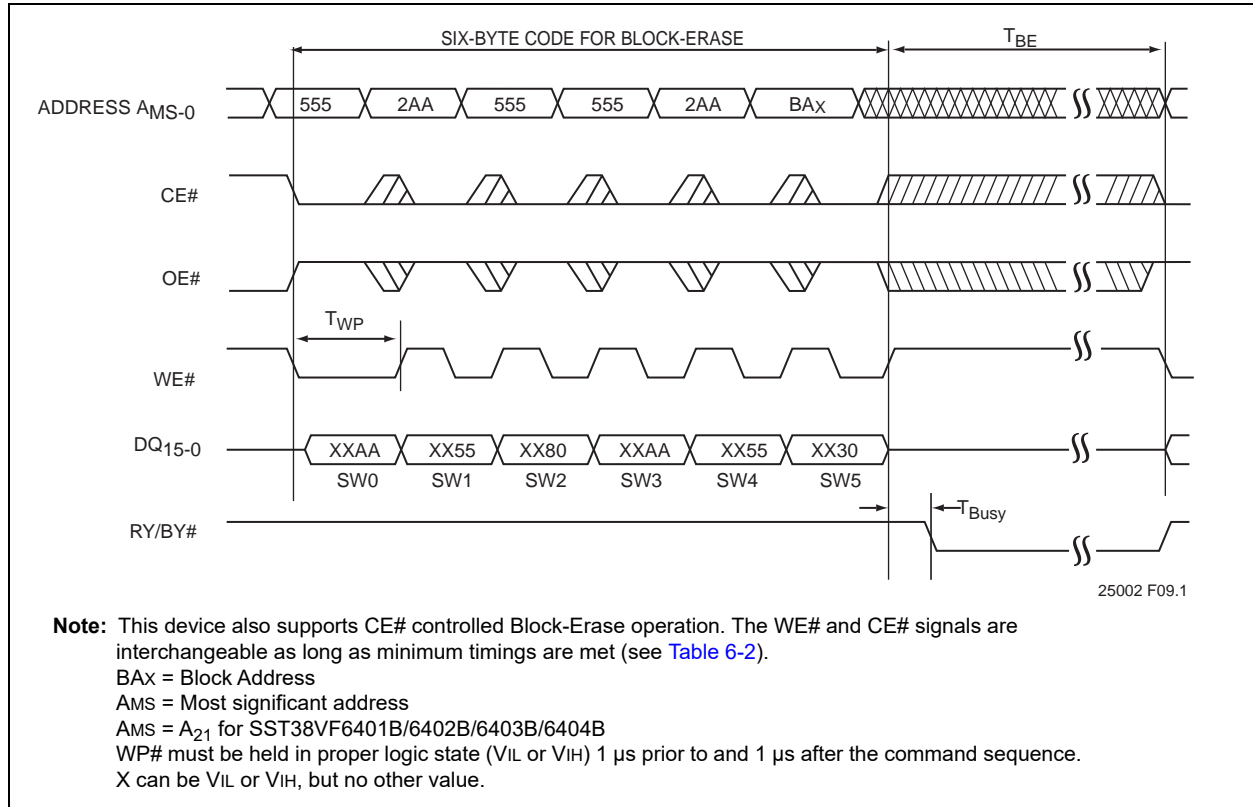 SIX-BYTE CODE FOR BLOCK-ERASE
TBE
ADDRESS AMS-0
555 2AA 555 555 2AA BAX
CE#
OE#
TWP
WE#
DQ15-0
XXAA XX55 XX80 XXAA XX55 XX30
SW0 SW1 SW2 SW3 SW4 SW5
TBusy
RY/BY#
25002 F09.1
Note: This device also supports CE# controlled Block-Erase operation. The WE# and CE# signals are
interchangeable as long as minimum timings are met (see Table 6-2).
BAX = Block Address
AMS = Most significant address
AMS = A21 for SST38VF6401B/6402B/6403B/6404B
WP# must be held in proper logic state (VIL or VIH) 1 µs prior to and 1 µs after the command sequence.
X can be VIL or VIH, but no other value.